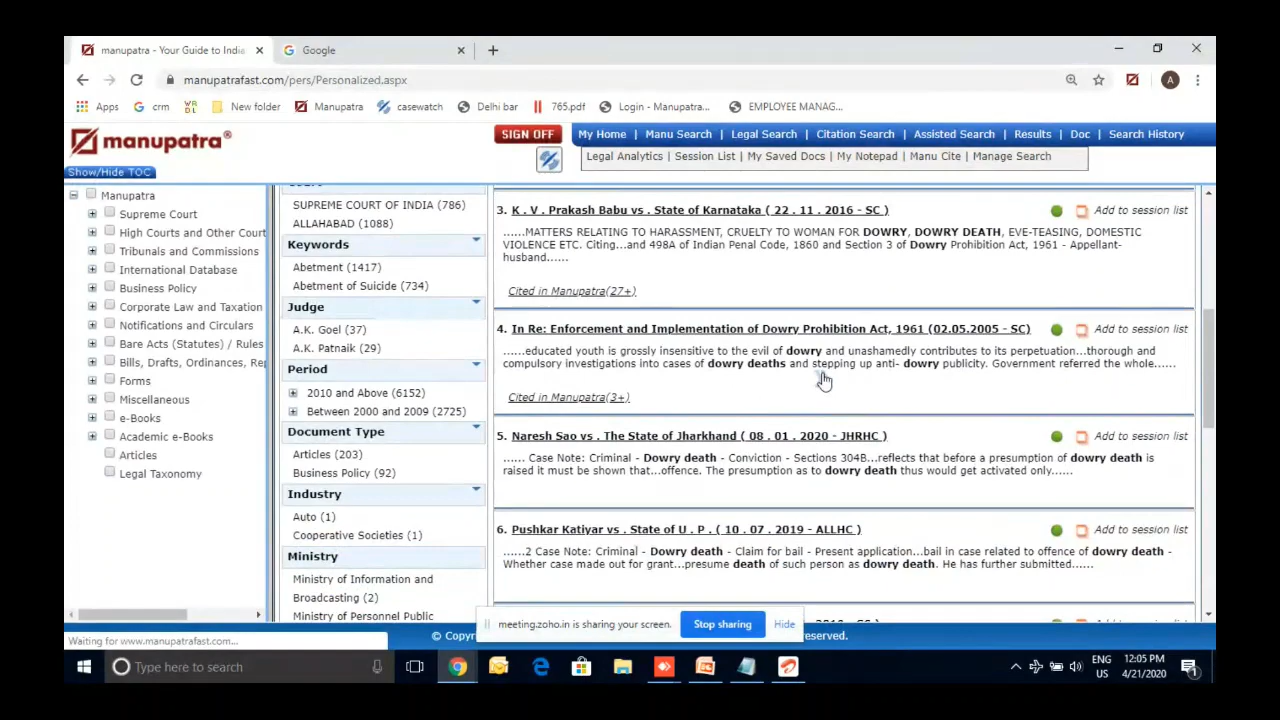 manupatra - Your Guide to India
Google
manupatrafast.com/pers/Personalized.aspx
A
Apps
crm
New folder
Manupatra
casewatch
Delhi bar
765.pdf
Login - Manupatra...
EMPLOYEE MANAG...
manupatra®
SIGN OFF
My Home | Manu Search | Legal Search | Citation Search | Assisted Search | Results | Doc | Search History
Legal Analytics | Session List | My Saved Docs | My Notepad | Manu Cite | Manage Search
Show/Hide TOC
Manupatra
Supreme Court
High Courts and Other Court
Tribunals and Commissions
International Database
Business Policy
Corporate Law and Taxation
Notifications and Circulars
Bare Acts (Statutes) / Rules
Bills, Drafts, Ordinances, Rep
Forms
Miscellaneous
e-Books
Academic e-Books
Articles
Legal Taxonomy
SUPREME COURT OF INDIA (786)
ALLAHABAD (1088)
Keywords
Abetment (1417)
Abetment of Suicide (734)
Judge
A.K. Goel (37)
A.K. Patnaik (29)
Period
2010 and Above (6152)
Between 2000 and 2009 (2725)
Document Type
Articles (203)
Business Policy (92)
Industry
Auto (1)
Cooperative Societies (1)
Ministry
Ministry of Information and
Broadcasting (2)
Ministry of Personnel Public
3. K . V . Prakash Babu vs. State of Karnataka ( 22 . 11 . 2016 - SC )
Add to session list
......MATTERS RELATING TO HARASSMENT, CRUELTY TO WOMAN FOR DOWRY, DOWRY DEATH, EVE-TEASING, DOMESTIC
VIOLENCE ETC. Citing...and 498A of Indian Penal Code, 1860 and Section 3 of Dowry Prohibition Act, 1961 - Appellant-
husband......
Cited in Manupatra(27+)
4. In Re: Enforcement and Implementation of Dowry Prohibition Act, 1961 (02.05.2005 - SC)
Add to session list
......educated youth is grossly insensitive to the evil of dowry and unashamedly contributes to its perpetuation...thorough and
compulsory investigations into cases of dowry deaths and stepping up anti- dowry publicity. Government referred the whole......
Cited in Manupatra(3+)
5. Naresh Sao vs . The State of Jharkhand ( 08 . 01 . 2020 - JHRHC )
Add to session list
...... Case Note: Criminal - Dowry death - Conviction - Sections 304B...reflects that before a presumption of dowry death is
raised it must be shown that...offence. The presumption as to dowry death thus would get activated only......
6. Pushkar Katiyar vs . State of U . P . ( 10 . 07 . 2019 - ALLHC )
Add to session list
......2 Case Note: Criminal - Dowry death - Claim for bail - Present application...bail in case related to offence of dowry death -
Whether case made out for grant...presume death of such person as dowry death. He has further submitted......
meeting.zoho.in is sharing your screen.
Stop sharing
Hide
Waiting for www.manupatrafast.com...
© Copyr
reserved.
Type here to search
ENG
US
12:05 PM
4/21/2020
1